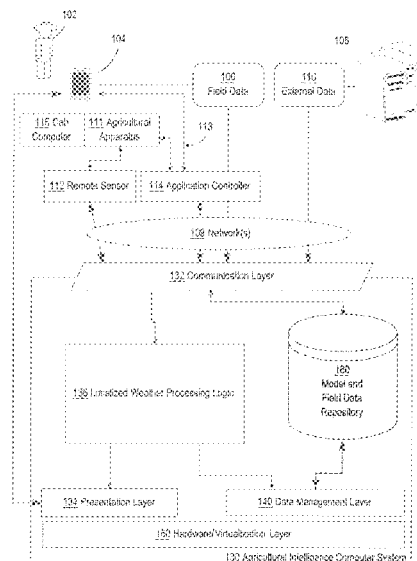 102
104
108
106 Field Data
110 External Data
115 Cab Computer
111 Agricultural Apparatus
113
112 Remote Sensor
114 Application Controller
109 Network(s)
132 Communication Layer
136 Localized Weather Processing Logic
160 Model and Field Data Repository
134 Presentation Layer
140 Data Management Layer
150 Hardware/Virtualization Layer
130 Agricultural Intelligence Computer System